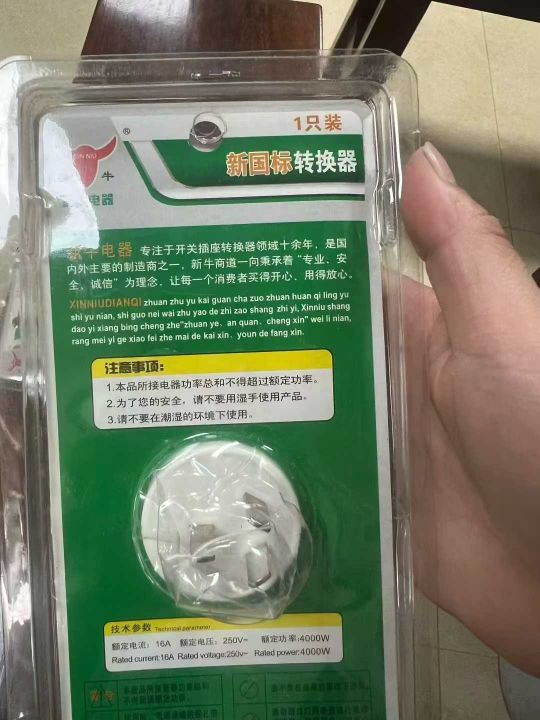 1只装
®
牛
电器
新国标转换器
新牛电器 专注于开关插座转换器领域十余年，是国
内外主要的制造商之一，新牛商道一向秉承着"专业、安
全、诚信"为理念，让每一个消费者买得开心、用得放心。
XINNIUDIANQI zhuan zhu yu kai guan cha zuo zhuan huan qi ling yu
shi yu nian, shi guo nei wai zhu yao de zhi zao shang zhi yi, Xinniu shang
dao yi xiang bing cheng zhe"zhuan ye、an quan、cheng xin" wei li nian,
rang mei yi ge xiao fei zhe mai de kai xin、youn de fang xin.
注意事项:
1.本品所接电器功率总和不得超过额定功率。
2.为了您的安全，请不要用湿手使用产品。
3.请不要在潮湿的环境下使用。
技术参数 Technical parameter
额定电流：16A 额定电压：250V~ 额定功率：4000W
Rated current:16A Rated voltage:250v~ Rated power:4000W